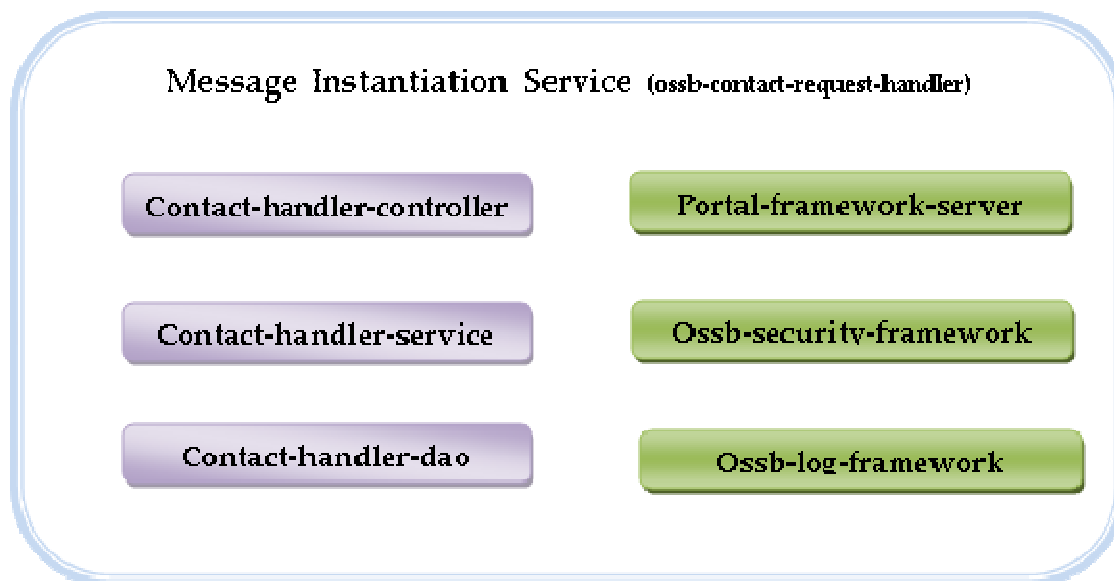 Message Instantiation Service (ossb-contact-request-handler)
Contact-handler-controller
Portal-framework-server
Contact-handler-service
Ossb-security-framework
Contact-handler-dao
Ossb-log-framework